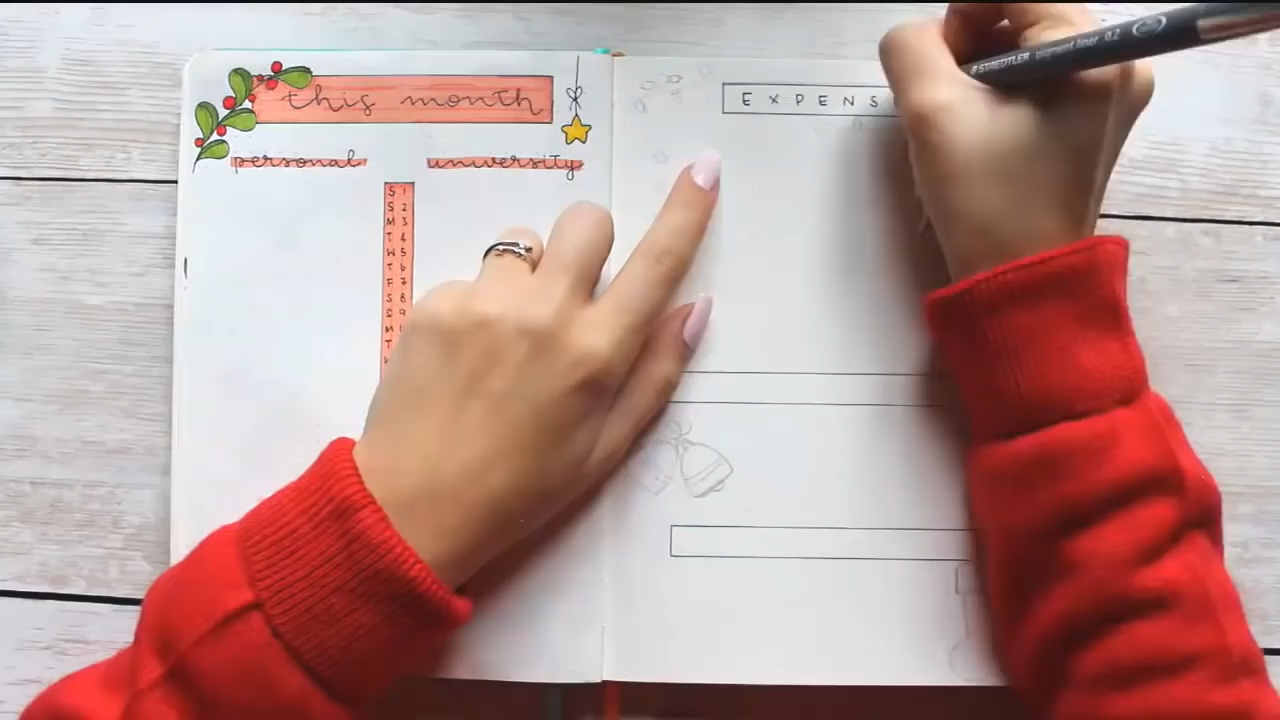 this month
personal
university
S 1
S 2
M 3
T 4
W 5
T 6
F 7
S 8
S 9
M
T
EXPENS
STAEDTLER pigment liner 0.2